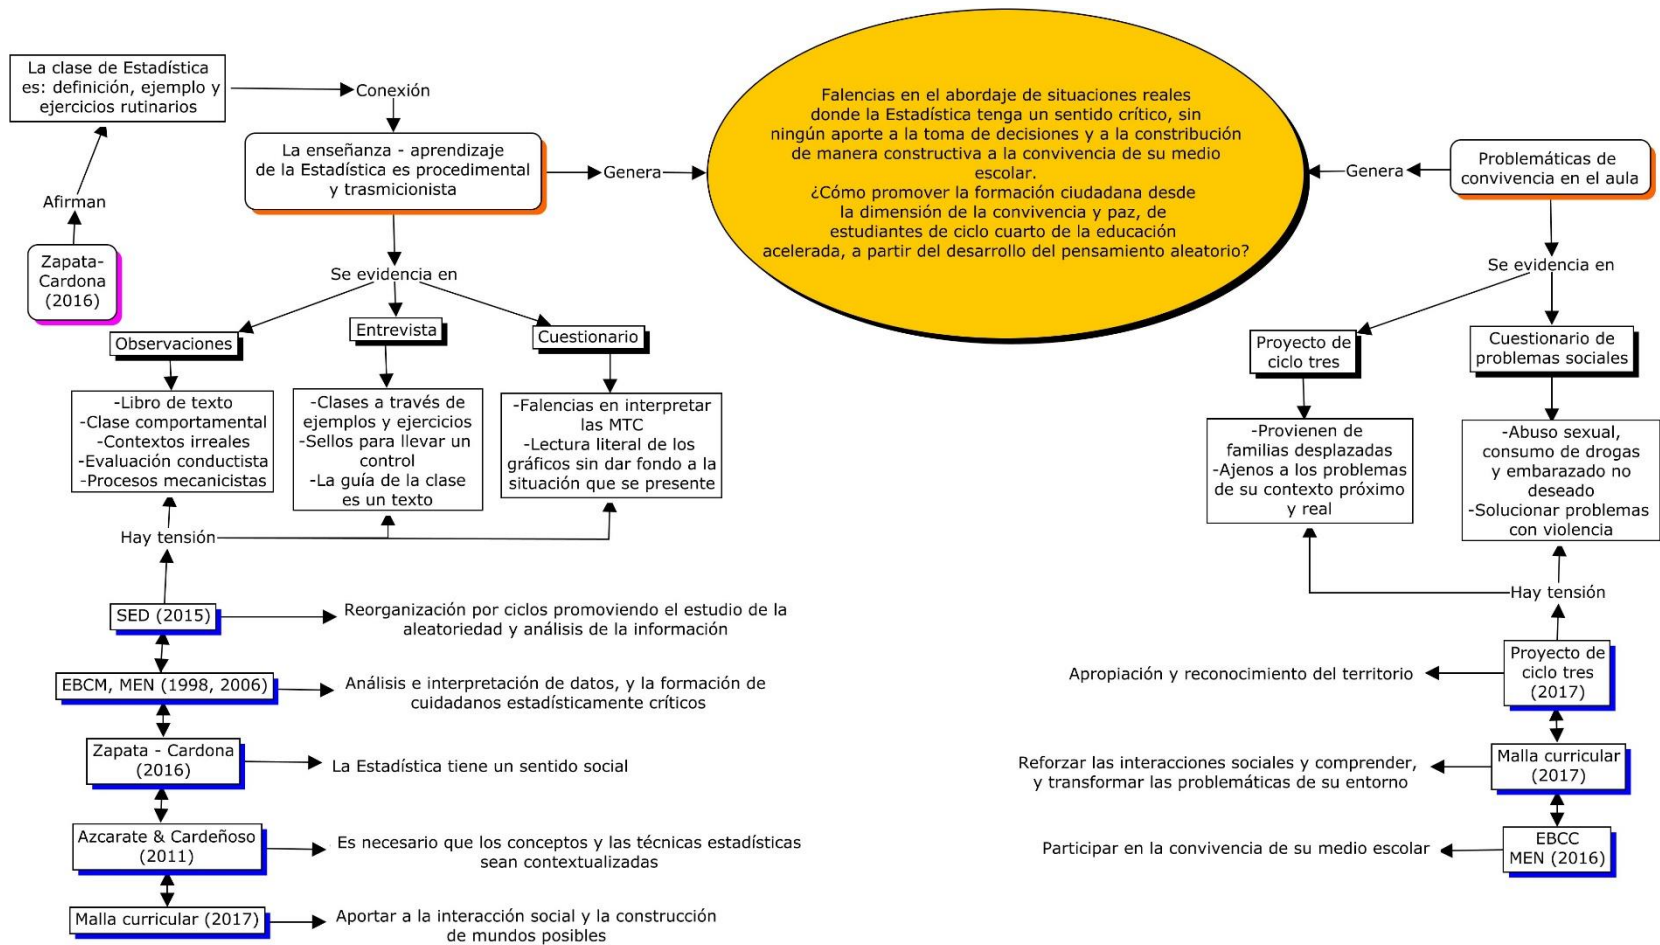 La clase de Estadística
es: definición, ejemplo y
ejercicios rutinarios
Conexión
La enseñanza - aprendizaje
de la Estadística es procedimental
y trasmicionista
Genera
Afirman
Zapata-
Cardona
(2016)
Falencias en el abordaje de situaciones reales
donde la Estadística tenga un sentido crítico, sin
ningún aporte a la toma de decisiones y a la constribución
de manera constructiva a la convivencia de su medio
escolar.
¿Cómo promover la formación ciudadana desde
la dimensión de la convivencia y paz, de
estudiantes de ciclo cuarto de la educación
acelerada, a partir del desarrollo del pensamiento aleatorio?
Genera
Problemáticas de
convivencia en el aula
Se evidencia en
Observaciones
Entrevista
Cuestionario
-Libro de texto
-Clase comportamental
-Contextos irreales
-Evaluación conductista
-Procesos mecanicistas
-Clases a través de
ejemplos y ejercicios
-Sellos para llevar un
control
-La guía de la clase
es un texto
-Falencias en interpretar
las MTC
-Lectura literal de los
gráficos sin dar fondo a la
situación que se presente
Hay tensión
SED (2015)
Reorganización por ciclos promoviendo el estudio de la
aleatoriedad y análisis de la información
EBCM, MEN (1998, 2006)
Análisis e interpretación de datos, y la formación de
cuidadanos estadísticamente críticos
Zapata - Cardona
(2016)
La Estadística tiene un sentido social
Azcarate & Cardeñoso
(2011)
Es necesario que los conceptos y las técnicas estadísticas
sean contextualizadas
Malla curricular (2017)
Aportar a la interacción social y la construcción
de mundos posibles
Se evidencia en
Proyecto de
ciclo tres
Cuestionario de
problemas sociales
-Provienen de
familias desplazadas
-Ajenos a los problemas
de su contexto próximo
y real
-Abuso sexual,
consumo de drogas
y embarazado no
deseado
-Solucionar problemas
con violencia
Hay tensión
Proyecto de
ciclo tres
(2017)
Apropiación y reconocimiento del territorio
Malla curricular
(2017)
Reforzar las interacciones sociales y comprender,
y transformar las problemáticas de su entorno
EBCC
MEN (2016)
Participar en la convivencia de su medio escolar